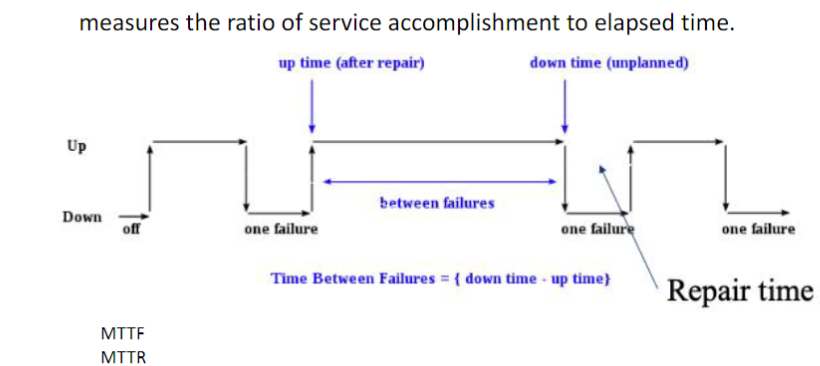 measures the ratio of service accomplishment to elapsed time.
up time (after repair)
down time (unplanned)
Up
between failures
Down
off
one failure
one failure
one failure
Time Between Failures = { down time - up time}
Repair time
MTTF
MTTR